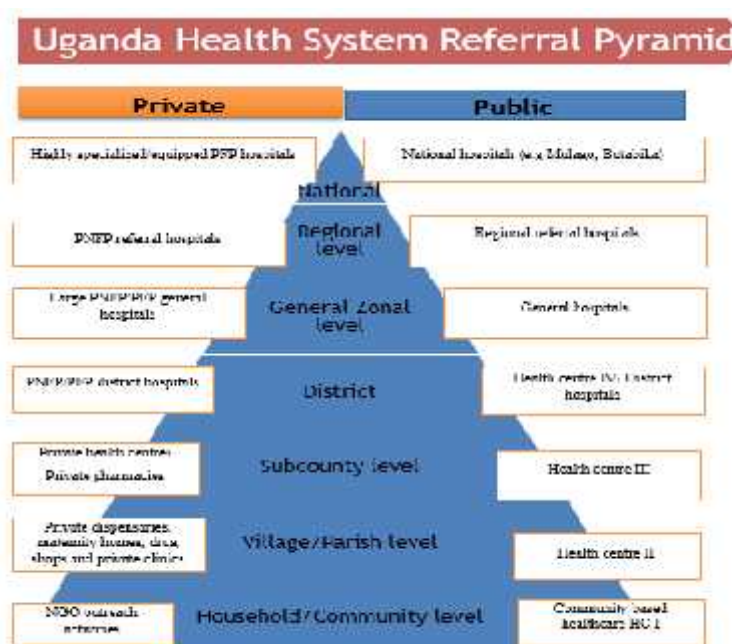 Uganda Health System Referral Pyramid
Private
Public
Highly specialized/equipped PFP hospitals
National hospitals (e.g Mulago, Butabika)
National
PNFP referral hospitals
Regional
level
Regional referral hospitals
Large PNFP/PFP general
hospitals
General Zonal
level
General hospitals
PNFP/PFP district hospitals
District
Health centre IV/ District
hospitals
Private health centres
Private pharmacies
Subcounty level
Health centre III
Private dispensaries,
maternity homes, drug
shops and private clinics
Village/Parish level
Health centre II
NGO outreach
activities
Household/Community level
Community based
healthcare HC I